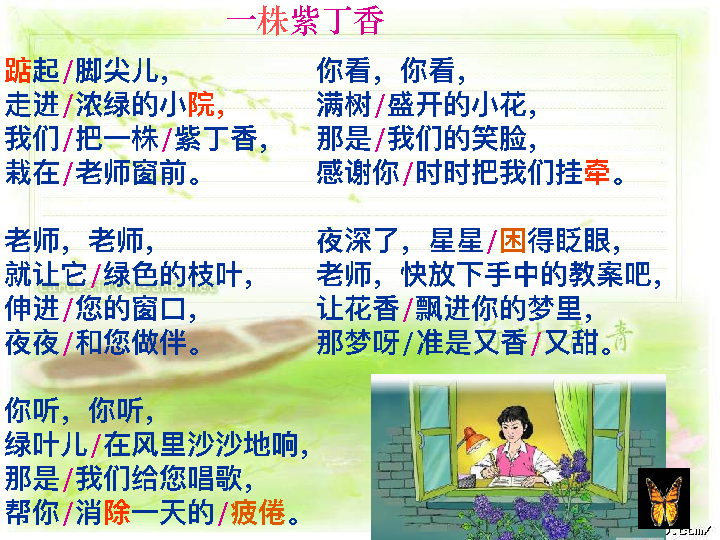 一株紫丁香
踮起/脚尖儿，
走进/浓绿的小院，
我们/把一株/紫丁香，
栽在/老师窗前。
老师，老师，
就让它/绿色的枝叶，
伸进/您的窗口，
夜夜/和您做伴。
你听，你听，
绿叶儿/在风里沙沙地响，
那是/我们给您唱歌，
帮你/消除一天的/疲倦。
你看，你看，
满树/盛开的小花，
那是/我们的笑脸，
感谢你/时时把我们挂牵。
夜深了，星星/困得眨眼，
老师，快放下手中的教案吧，
让花香/飘进你的梦里，
那梦呀/准是又香/又甜。